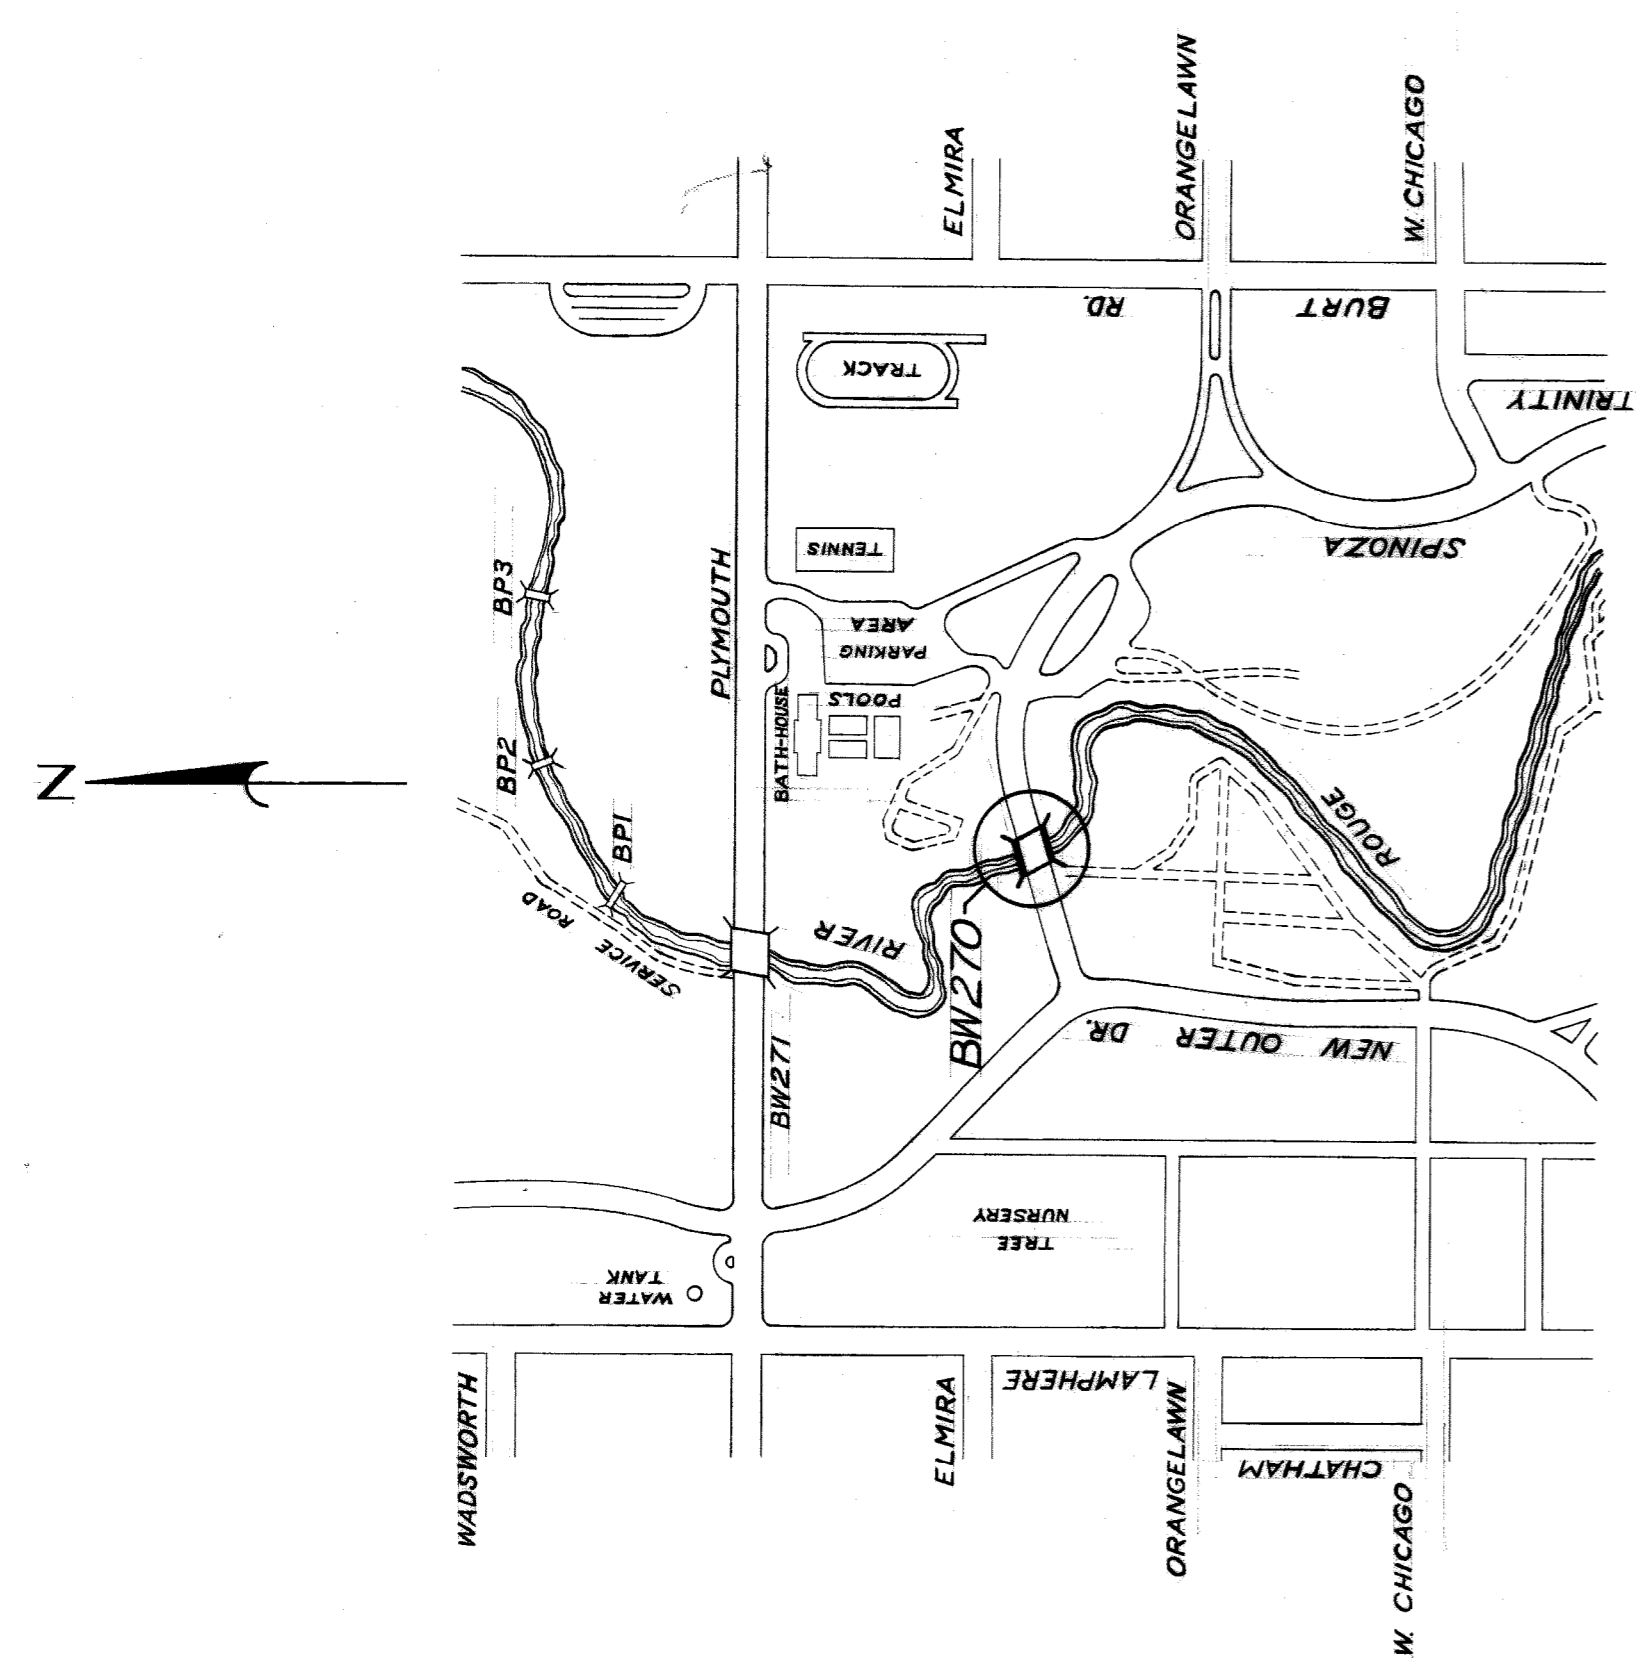 ELMIRA
ORANGELAWN
W. CHICAGO
BURT RD.
TRACK
TRINITY
TENNIS
SPINOZA
BP3
PLYMOUTH
PARKING
AREA
POOLS
BATH-HOUSE
BP2
N
BP1
SERVICE ROAD
RIVER ROUGE
BW270
BW271
NEW OUTER DR.
TREE
NURSERY
WATER
TANK
LAMPHERE
WADSWORTH
ELMIRA
ORANGELAWN
CHATHAM
W. CHICAGO